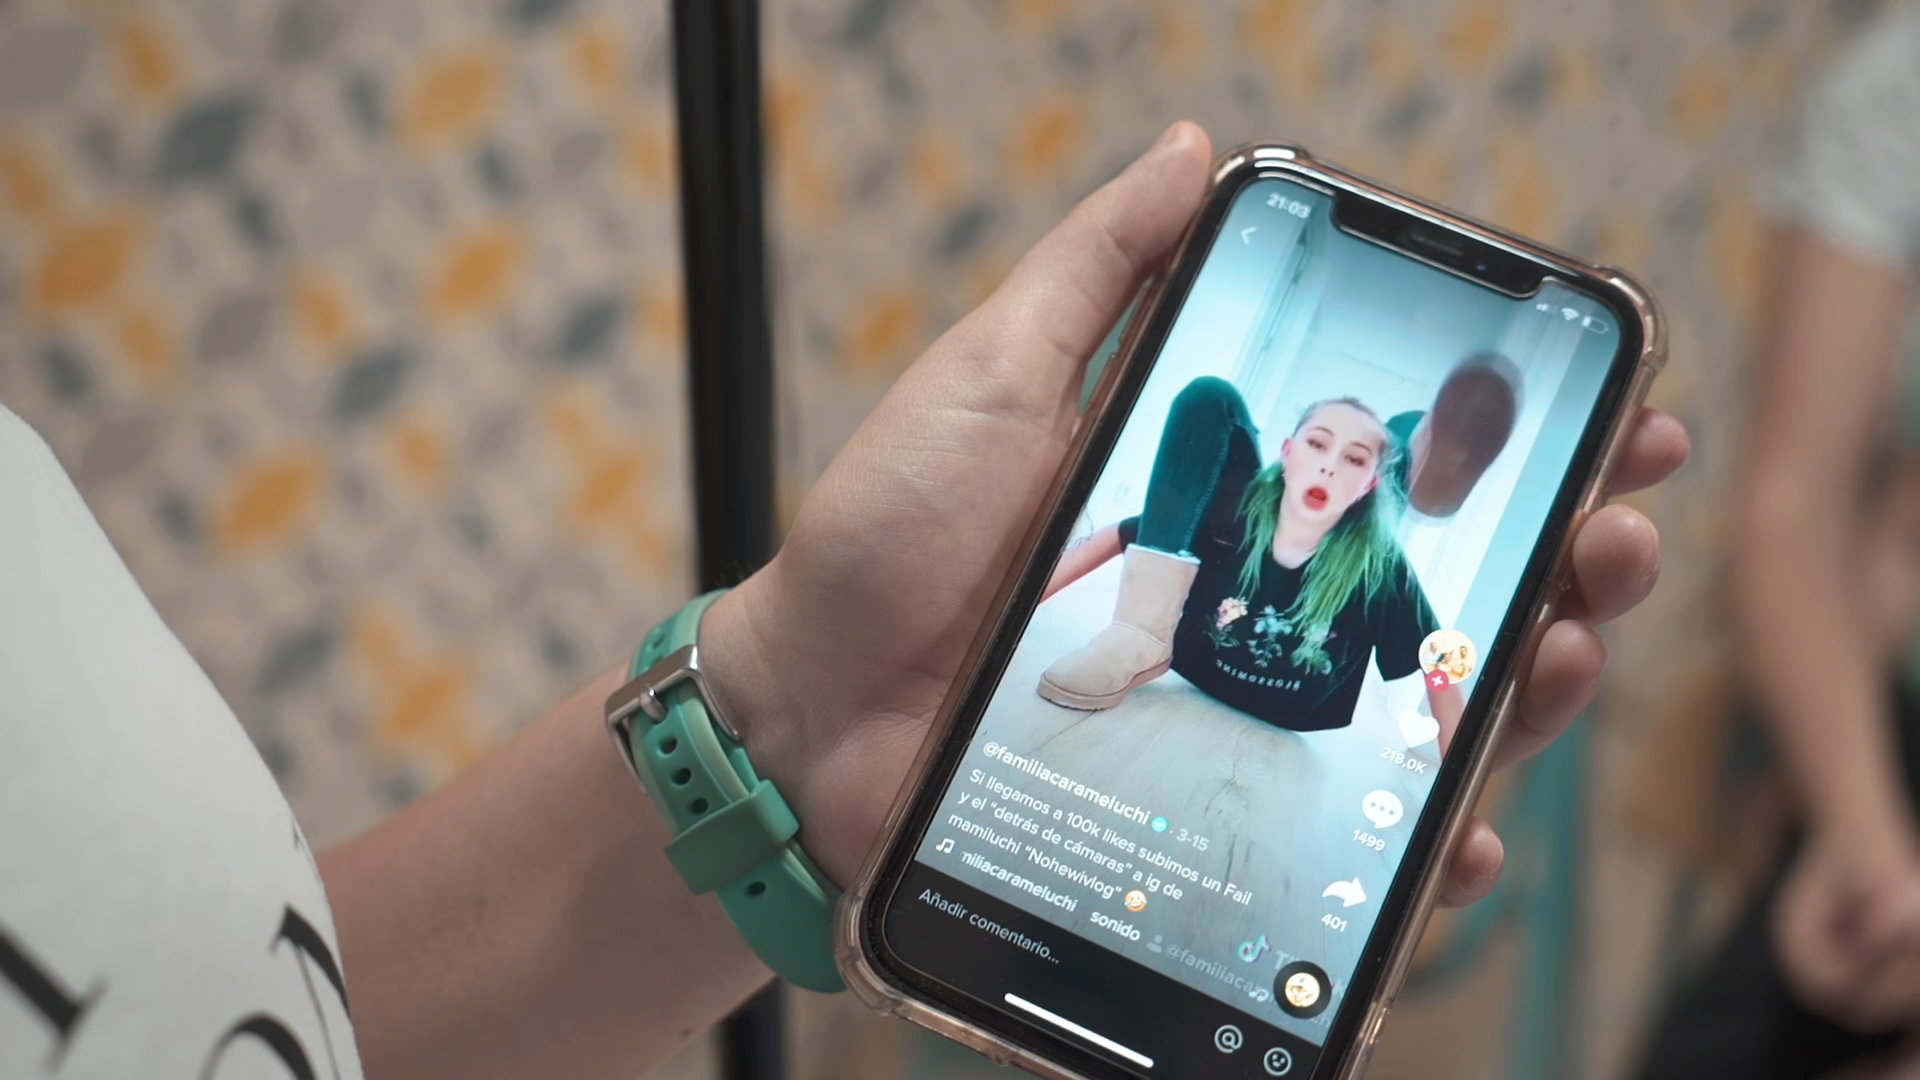 21:03
@familiacarameluchi · 3-15
Si llegamos a 100k likes subimos un Fail
y el "detrás de cámaras" a ig de
mamiluchi "Nohewivlog" 🤣
niliacarameluchi sonido
Añadir comentario...
218,0K
1499
401
@familiacar
BLOSSOMING